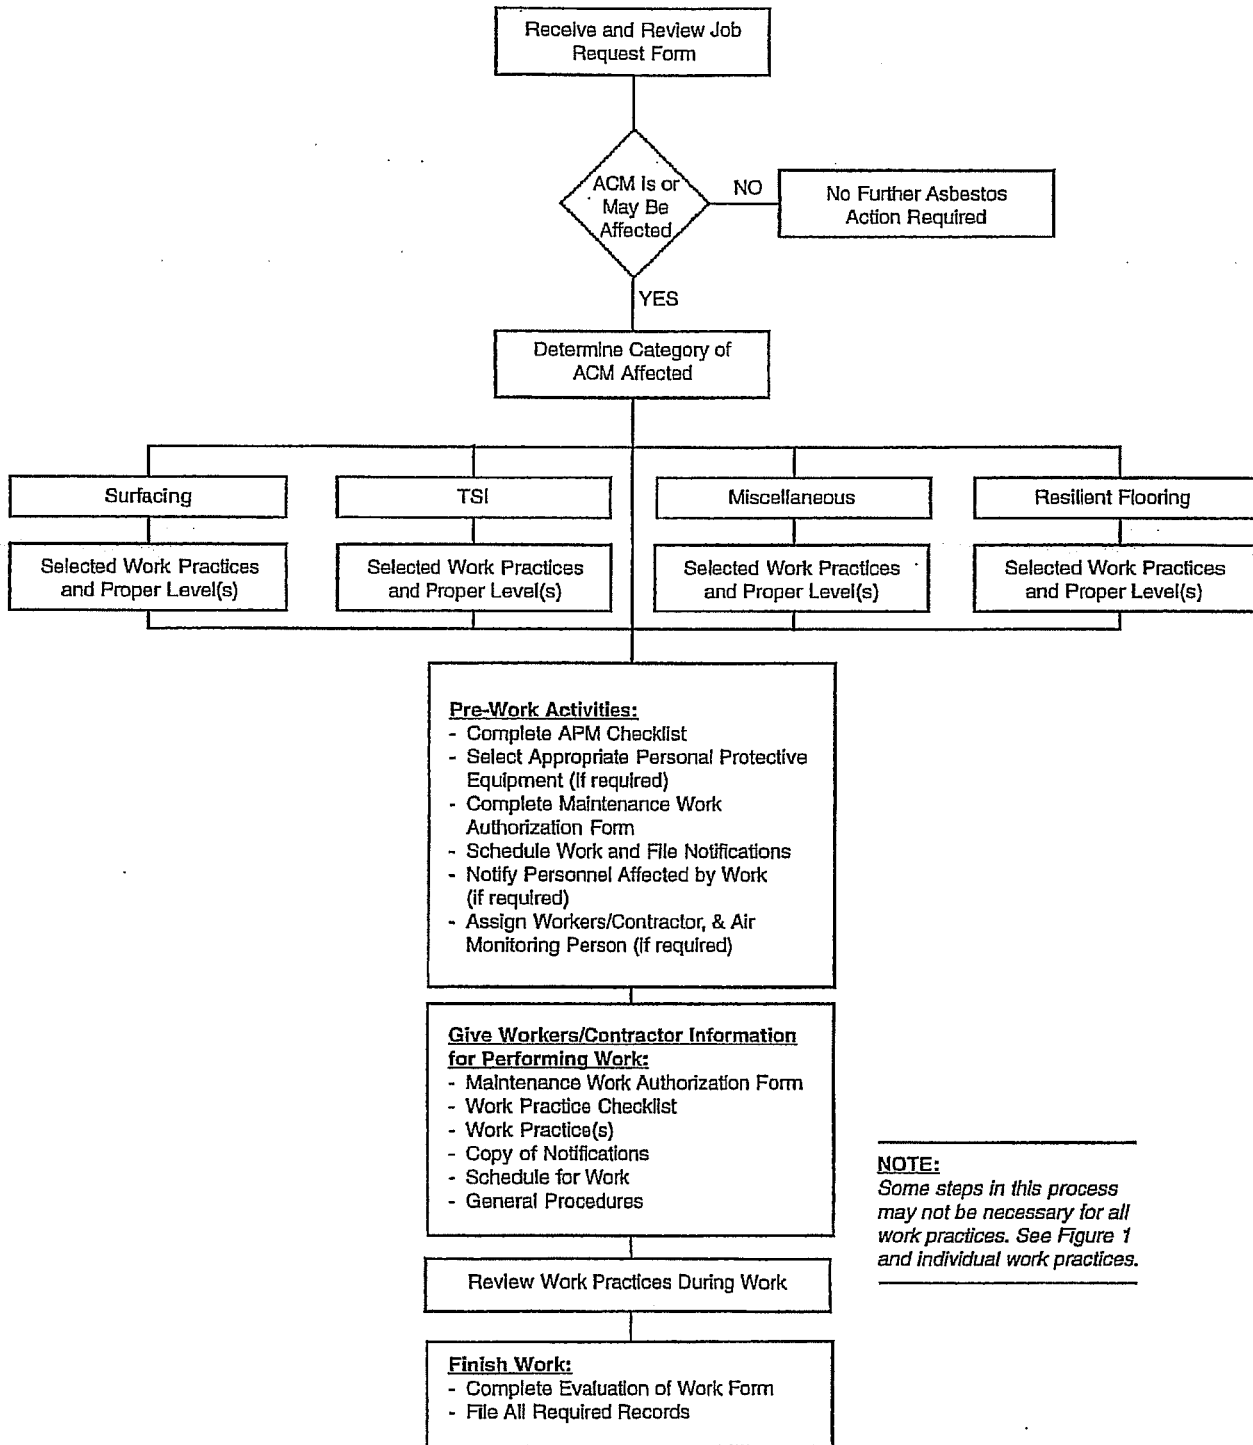 Receive and Review Job
Request Form
ACM is or
May Be
Affected
NO
No Further Asbestos
Action Required
YES
Determine Category of
ACM Affected
Surfacing
TSI
Miscellaneous
Resilient Flooring
Selected Work Practices
and Proper Level(s)
Selected Work Practices
and Proper Level(s)
Selected Work Practices
and Proper Level(s)
Selected Work Practices
and Proper Level(s)
Pre-Work Activities:
- Complete APM Checklist
- Select Appropriate Personal Protective
Equipment (if required)
- Complete Maintenance Work
Authorization Form
- Schedule Work and File Notifications
- Notify Personnel Affected by Work
(if required)
- Assign Workers/Contractor, & Air
Monitoring Person (if required)
Give Workers/Contractor Information
for Performing Work:
- Maintenance Work Authorization Form
- Work Practice Checklist
- Work Practice(s)
- Copy of Notifications
- Schedule for Work
- General Procedures
NOTE:
Some steps in this process
may not be necessary for all
work practices. See Figure 1
and individual work practices.
Review Work Practices During Work
Finish Work:
- Complete Evaluation of Work Form
- File All Required Records